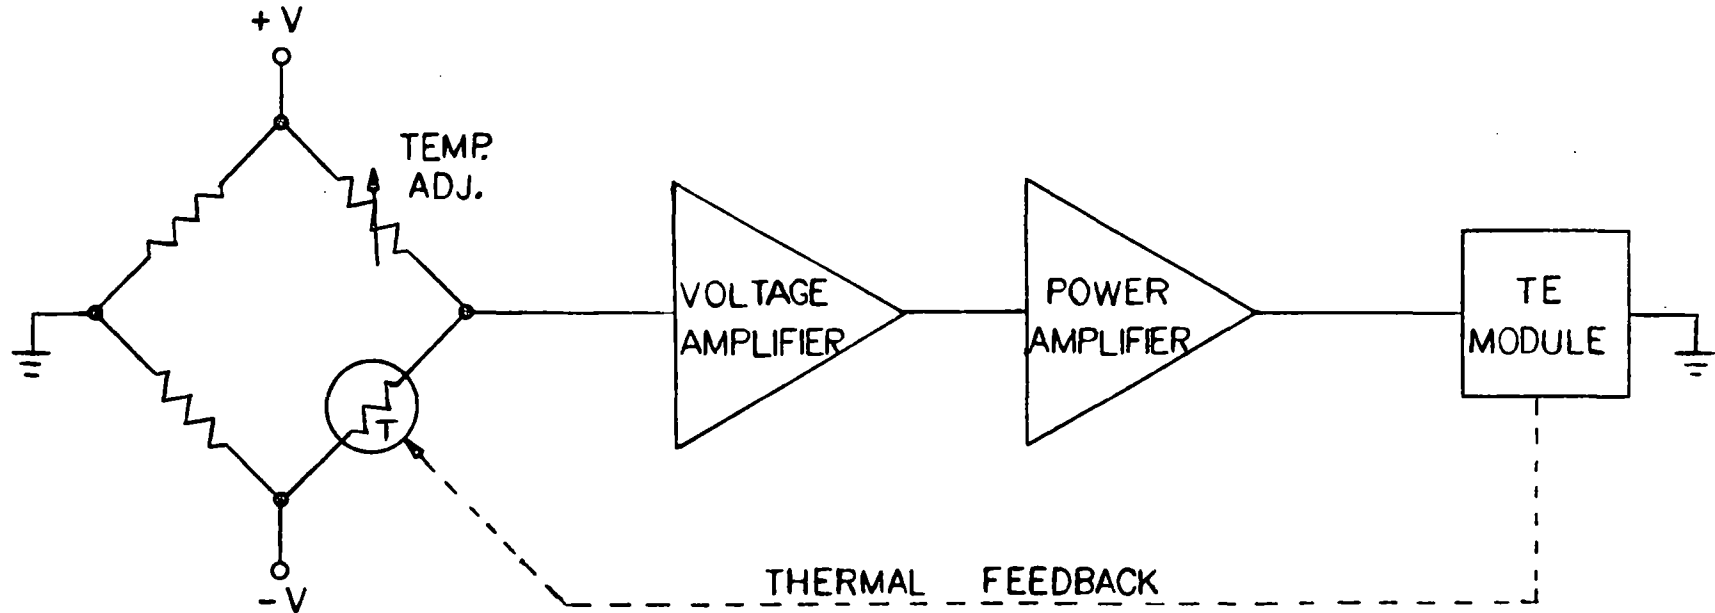 +V
TEMP.
ADJ.
VOLTAGE
AMPLIFIER
POWER
AMPLIFIER
TE
MODULE
T
THERMAL FEEDBACK
-V